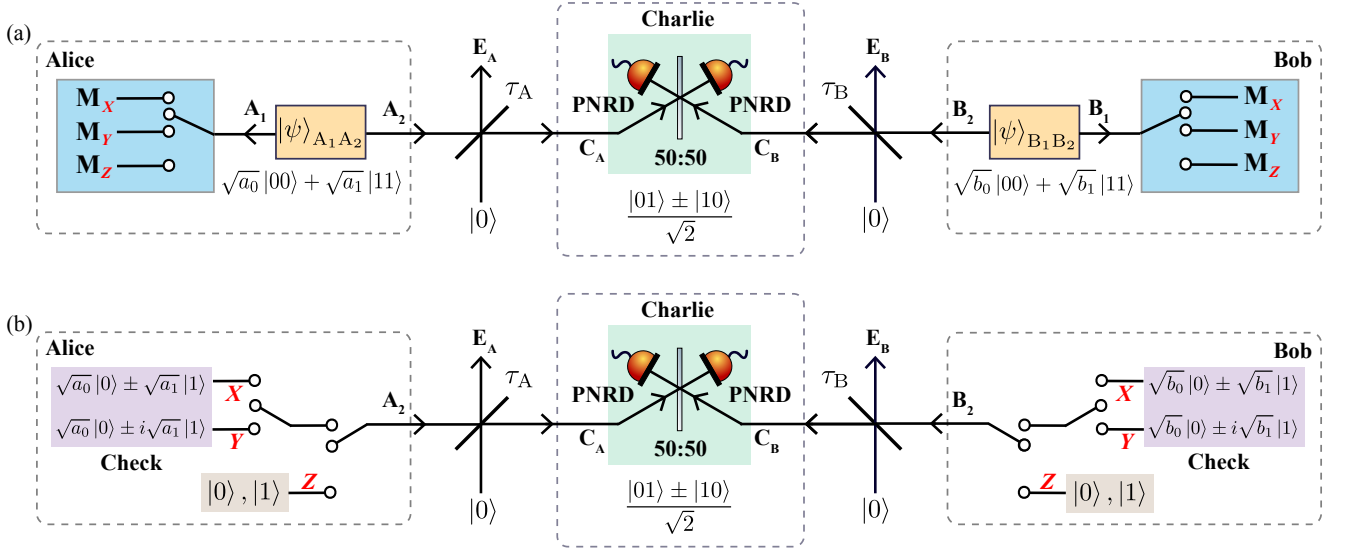 (a)
Alice
M_X
M_Y
M_Z
A_1
|ψ⟩_{A_1A_2}
A_2
√a_0 |00⟩ + √a_1 |11⟩
E_A
τ_A
|0⟩
Charlie
PNRD
PNRD
C_A
50:50
C_B
|01⟩ ± |10⟩
√2
E_B
τ_B
|0⟩
Bob
B_2
|ψ⟩_{B_1B_2}
B_1
√b_0 |00⟩ + √b_1 |11⟩
M_X
M_Y
M_Z
(b)
Alice
√a_0 |0⟩ ± √a_1 |1⟩
X
√a_0 |0⟩ ± i√a_1 |1⟩
Y
Check
|0⟩ , |1⟩
Z
A_2
E_A
τ_A
|0⟩
Charlie
PNRD
PNRD
C_A
50:50
C_B
|01⟩ ± |10⟩
√2
E_B
τ_B
|0⟩
Bob
B_2
X
√b_0 |0⟩ ± √b_1 |1⟩
Y
√b_0 |0⟩ ± i√b_1 |1⟩
Check
Z
|0⟩ , |1⟩